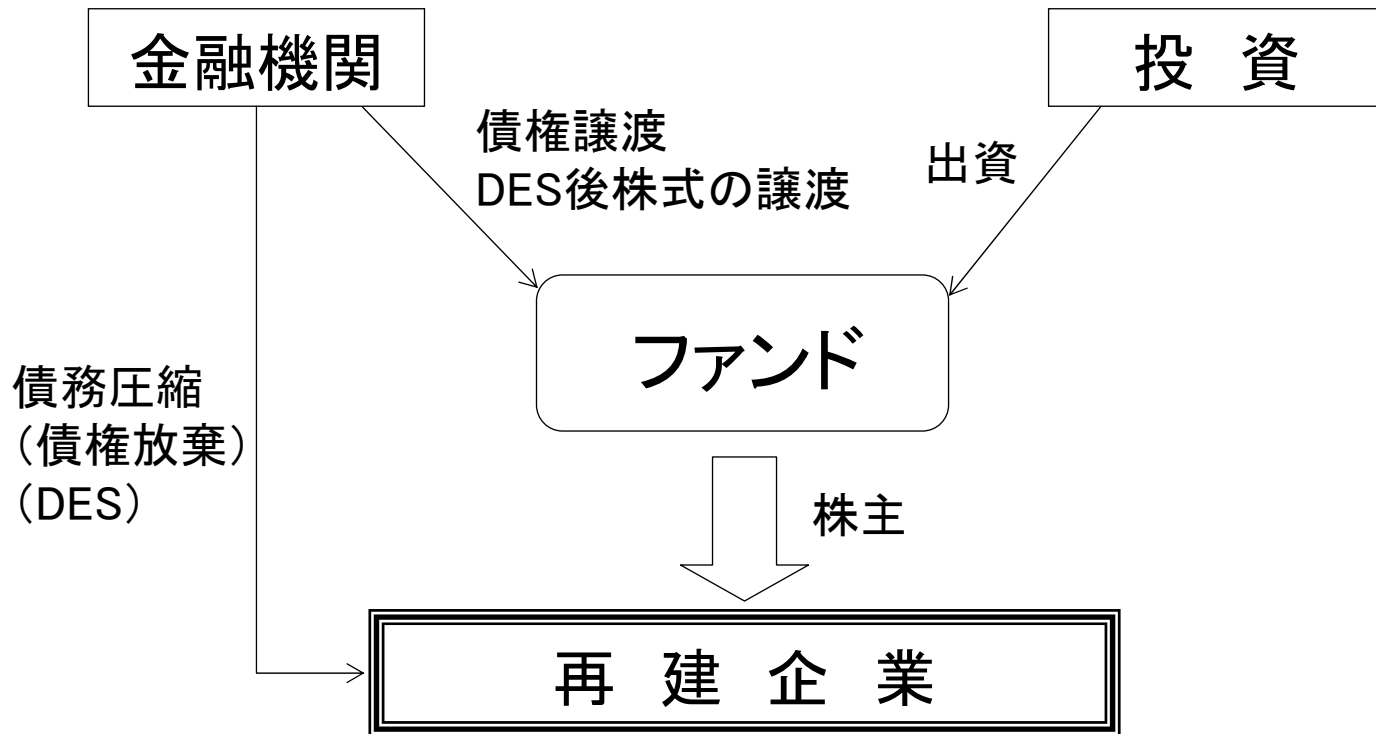 金融機関
投 資
債権譲渡
DES後株式の譲渡
出資
ファンド
債務圧縮
（債権放棄）
（DES）
株主
再 建 企 業